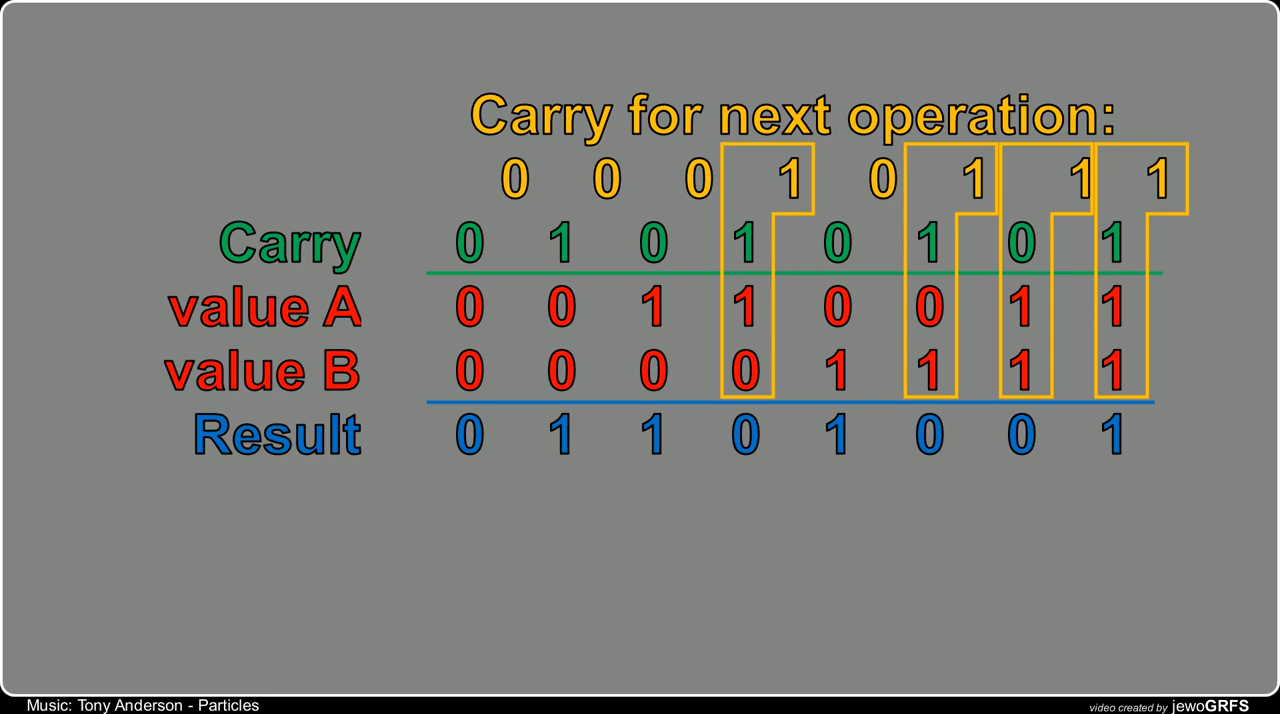 Carry for next operation:
0 0 0 1 0 1 1 1
Carry 0 1 0 1 0 1 0 1
value A 0 0 1 1 0 0 1 1
value B 0 0 0 0 1 1 1 1
Result 0 1 1 0 1 0 0 1
Music: Tony Anderson - Particles
video created by jewoGRFS